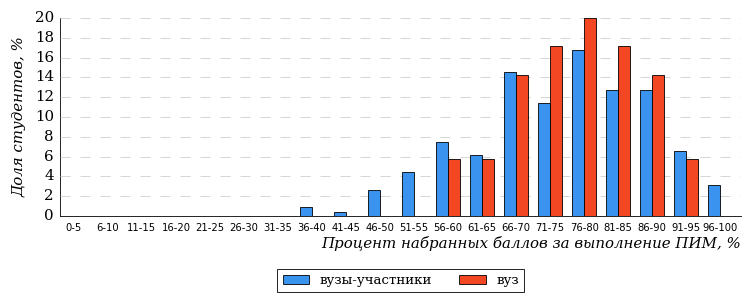 Доля студентов, %
20
18
16
14
12
10
8
6
4
2
0
0-5 6-10 11-15 16-20 21-25 26-30 31-35 36-40 41-45 46-50 51-55 56-60 61-65 66-70 71-75 76-80 81-85 86-90 91-95 96-100
Процент набранных баллов за выполнение ПИМ, %
вузы-участники вуз